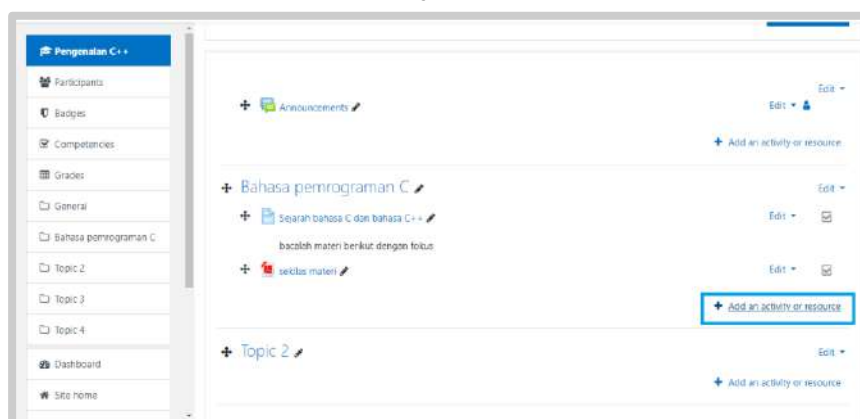 Pengenalan C++
Participants
Badges
Competencies
Grades
General
Bahasa pemrograman C
Topic 2
Topic 3
Topic 4
Dashboard
Site home
Edit
Announcements
Edit
+ Add an activity or resource
Bahasa pemrograman C
Edit
Sejarah bahasa C dan bahasa C++
Edit
bacalah materi berikut dengan fokus
sekilas materi
Edit
+ Add an activity or resource
Topic 2
Edit
+ Add an activity or resource